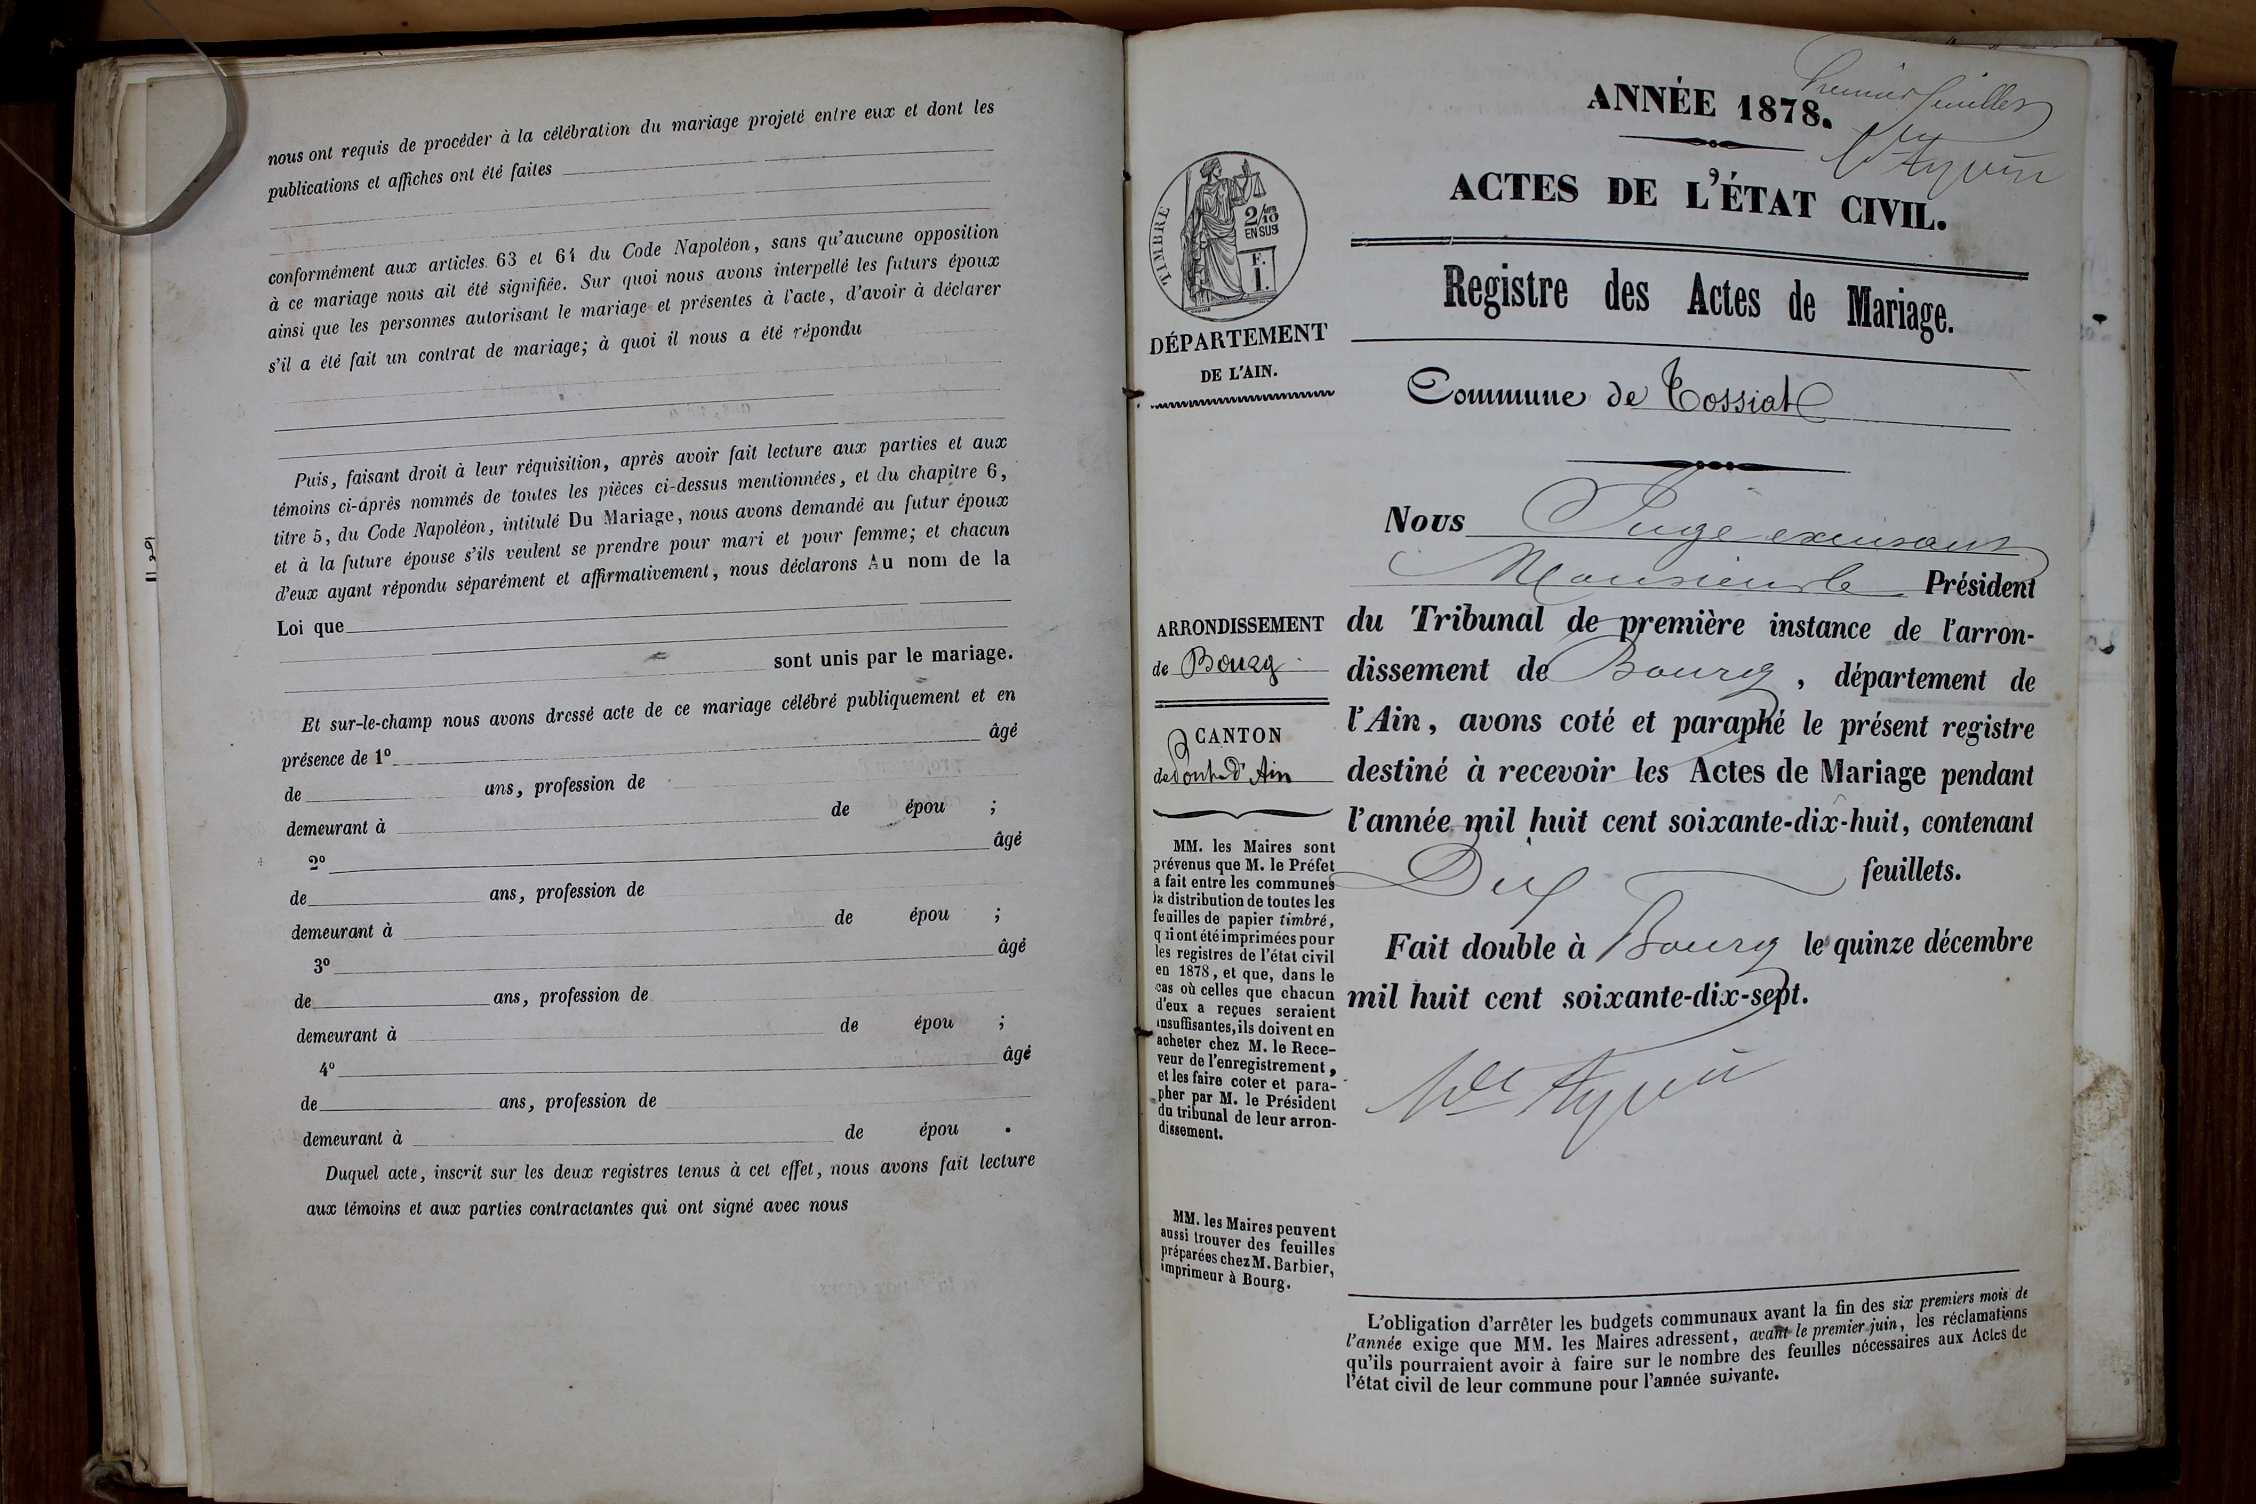 nous ont requis de procéder à la célébration du mariage projeté entre eux et dont les
publications et affiches ont été faites
conformément aux articles 63 et 64 du Code Napoléon, sans qu'aucune opposition
à ce mariage nous ait été signifiée. Sur quoi nous avons interpellé les futurs époux
ainsi que les personnes autorisant le mariage et présentes à l'acte, d'avoir à déclarer
s'il a été fait un contrat de mariage; à quoi il nous a été répondu
Puis, faisant droit à leur réquisition, après avoir fait lecture aux parties et aux
témoins ci-après nommés de toutes les pièces ci-dessus mentionnées, et du chapitre 6,
titre 5, du Code Napoléon, intitulé Du Mariage, nous avons demandé au futur époux
et à la future épouse s'ils veulent se prendre pour mari et pour femme; et chacun
d'eux ayant répondu séparément et affirmativement, nous déclarons Au nom de la
Loi que
sont unis par le mariage.
Et sur-le-champ nous avons dressé acte de ce mariage célébré publiquement et en
présence de 1º âgé
de ans, profession de
demeurant à de épou ;
2º âgé
de ans, profession de
demeurant à de épou ;
3º âgé
de ans, profession de
demeurant à de épou ;
4º âgé
de ans, profession de
demeurant à de épou .
Duquel acte, inscrit sur les deux registres tenus à cet effet, nous avons fait lecture
aux témoins et aux parties contractantes qui ont signé avec nous
Premier feuillet
ANNÉE 1878.
ACTES DE L'ÉTAT CIVIL.
Registre des Actes de Mariage.
Commune de Tossiat
TIMBRE
2/10
EN SUS
F.
1.
DÉPARTEMENT
DE L'AIN.
ARRONDISSEMENT
de Bourg
CANTON
de Pont d'Ain
MM. les Maires sont
prévenus que M. le Préfet
a fait entre les communes
la distribution de toutes les
feuilles de papier timbré,
qui ont été imprimées pour
les registres de l'état civil
en 1878, et que, dans le
cas où celles que chacun
d'eux a reçues seraient
insuffisantes, ils doivent en
acheter chez M. le Rece-
veur de l'enregistrement,
et les faire coter et para-
pher par M. le Président
du tribunal de leur arron-
dissement.
MM. les Maires peuvent
aussi trouver des feuilles
préparées chez M. Barbier,
imprimeur à Bourg.
Nous Juge excusant
Monsieur le Président
du Tribunal de première instance de l'arron-
dissement de Bourg, département de
l'Ain, avons coté et paraphé le présent registre
destiné à recevoir les Actes de Mariage pendant
l'année mil huit cent soixante-dix-huit, contenant
Dix feuillets.
Fait double à Bourg le quinze décembre
mil huit cent soixante-dix-sept.
L'obligation d'arrêter les budgets communaux avant la fin des six premiers mois de
l'année exige que MM. les Maires adressent, avant le premier juin, les réclamations
qu'ils pourraient avoir à faire sur le nombre des feuilles nécessaires aux Actes de
l'état civil de leur commune pour l'année suivante.